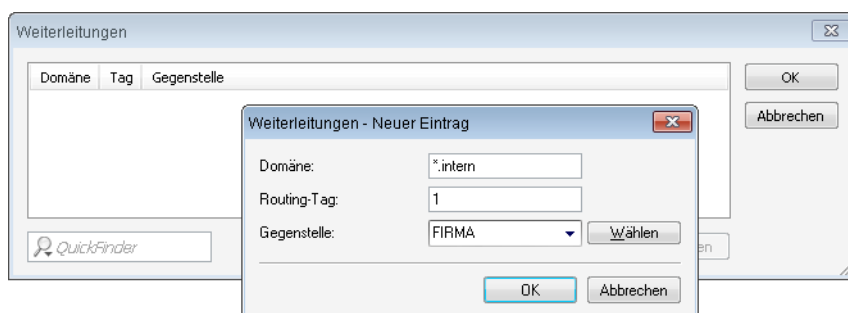 Weiterleitungen
Domäne Tag Gegenstelle
OK
Abbrechen
Weiterleitungen - Neuer Eintrag
Domäne: *.intern
Routing-Tag: 1
Gegenstelle: FIRMA Wählen
QuickFinder
en
OK Abbrechen